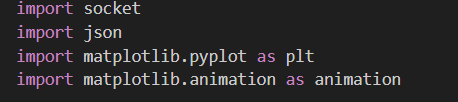 import socket
import json
import matplotlib.pyplot as plt
import matplotlib.animation as animation